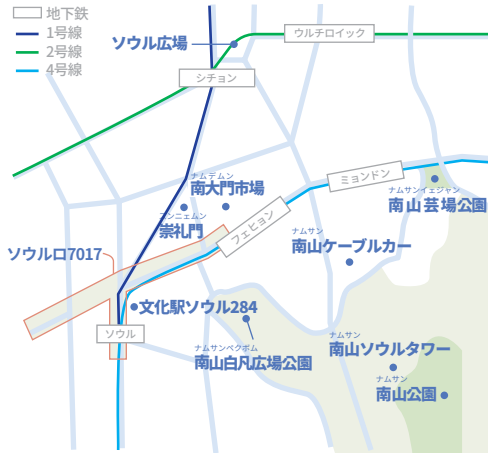 地下鉄
1号線
2号線
4号線
ソウル広場
ウルチロイック
シチョン
ナムデムン
南大門市場
ミョンドン
ナムサンイェジャン
南山芸場公園
スンニェムン
崇礼門
フェヒョン
ナムサン
南山ケーブルカー
ソウル口7017
文化駅ソウル284
ソウル
ナムサンペクボム
南山白凡広場公園
ナムサン
南山ソウルタワー
ナムサン
南山公園